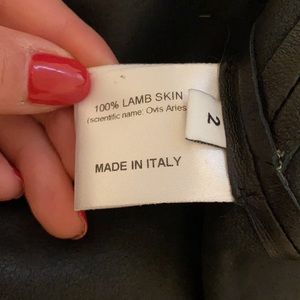 100% LAMB SKIN
(scientific name: Ovis Aries
MADE IN ITALY
2